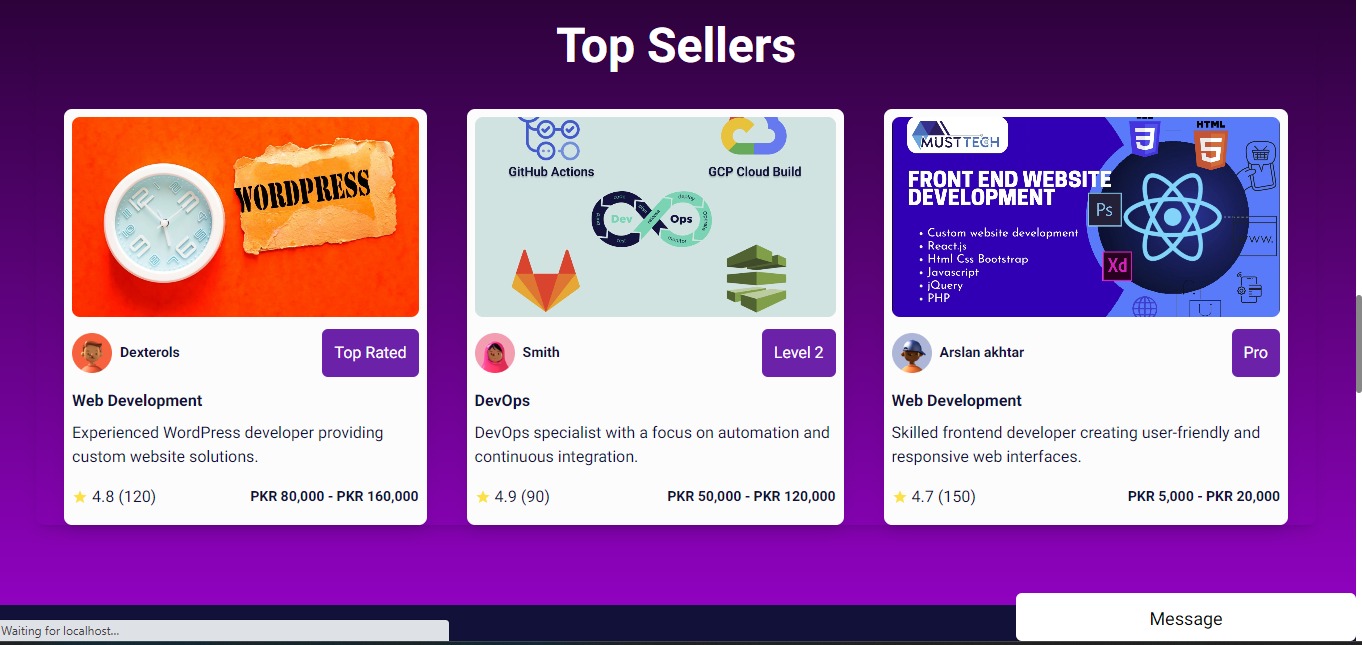 Top Sellers
WORDPRESS
Dexterols
Top Rated
Web Development
Experienced WordPress developer providing
custom website solutions.
4.8 (120)
PKR 80,000 - PKR 160,000
GitHub Actions
GCP Cloud Build
Dev
Ops
Smith
Level 2
DevOps
DevOps specialist with a focus on automation and
continuous integration.
4.9 (90)
PKR 50,000 - PKR 120,000
MUSTTECH
3
HTML
5
FRONT END WEBSITE
DEVELOPMENT
Ps
• Custom website development
• React.js
• Html Css Bootstrap
• Javascript
• jQuery
• PHP
Xd
WWW.
Arslan akhtar
Pro
Web Development
Skilled frontend developer creating user-friendly and
responsive web interfaces.
4.7 (150)
PKR 5,000 - PKR 20,000
Message
Waiting for localhost...